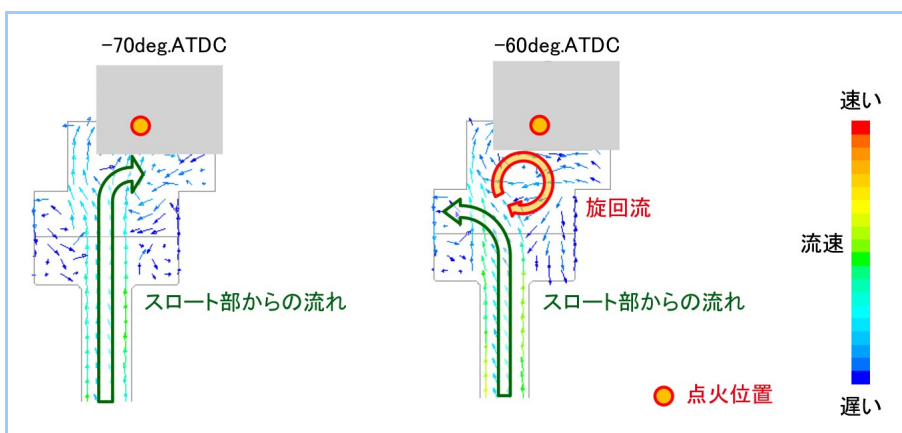 -70deg.ATDC
-60deg.ATDC
速い
旋回流
流速
スロート部からの流れ
スロート部からの流れ
点火位置
遅い